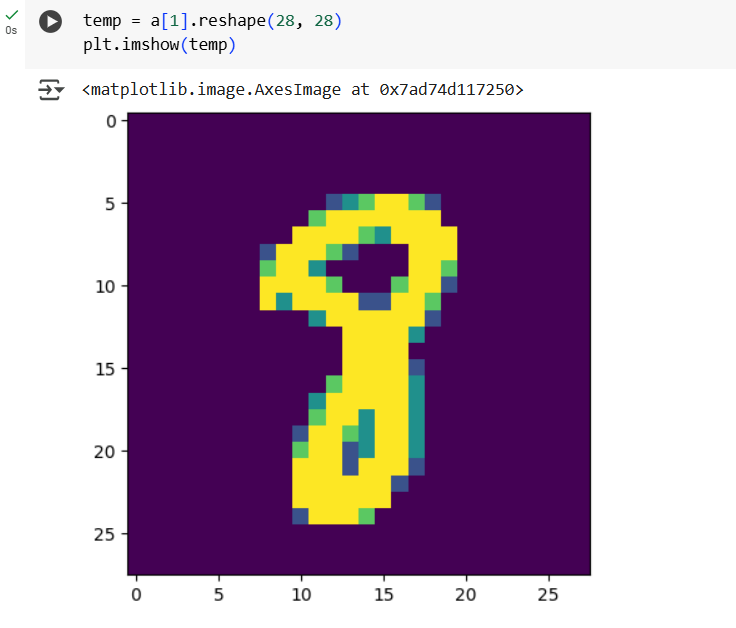 0s
temp = a[1].reshape(28, 28)
plt.imshow(temp)
<matplotlib.image.AxesImage at 0x7ad74d117250>
0
5
10
15
20
25
0 5 10 15 20 25
8